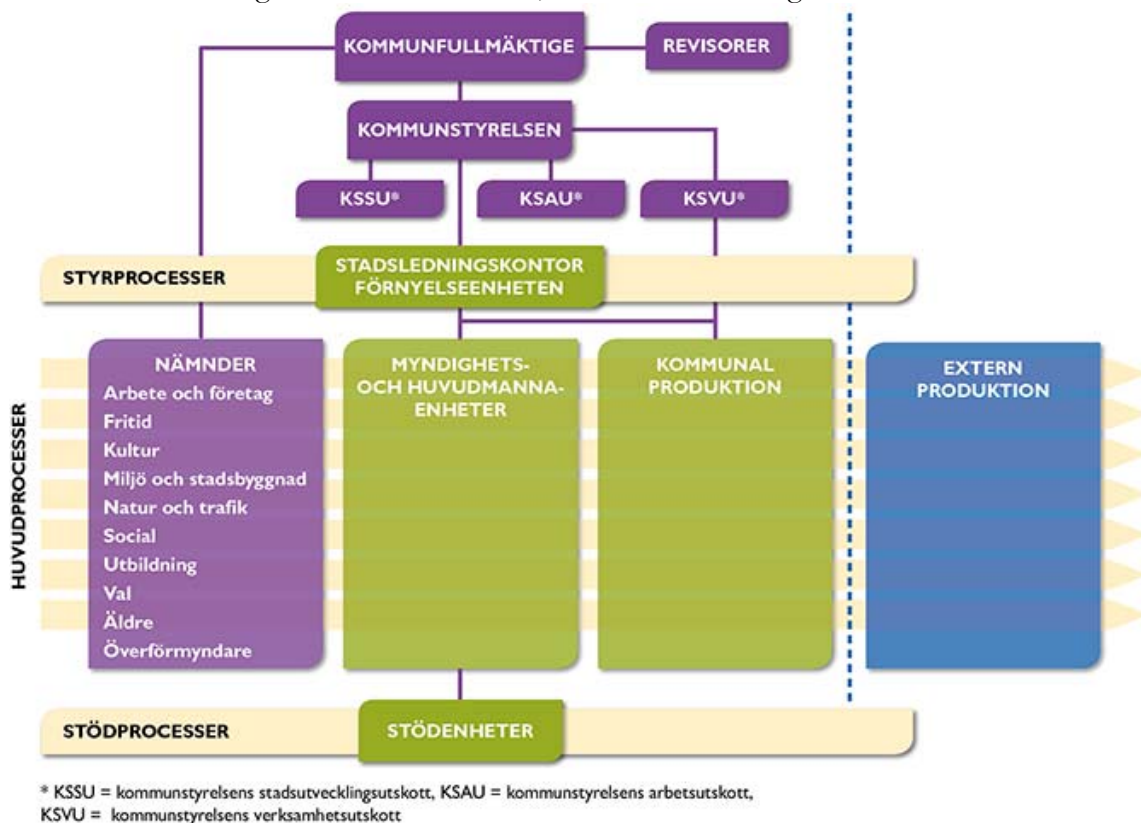 KOMMUNFULLMÄKTIGE
REVISORER
KOMMUNSTYRELSEN
KSSU*
KSAU*
KSVU*
STYRPROCESSER
STADSLEDNINGSKONTOR
FÖRNYELSEENHETEN
HUVUDPROCESSER
NÄMNDER
Arbete och företag
Fritid
Kultur
Miljö och stadsbyggnad
Natur och trafik
Social
Utbildning
Val
Äldre
Överförmyndare
MYNDIGHETS-
OCH HUVUDMANNA-
ENHETER
KOMMUNAL
PRODUKTION
EXTERN
PRODUKTION
STÖDPROCESSER
STÖDENHETER
* KSSU = kommunstyrelsens stadsutvecklingsutskott, KSAU = kommunstyrelsens arbetsutskott,
KSVU = kommunstyrelsens verksamhetsutskott